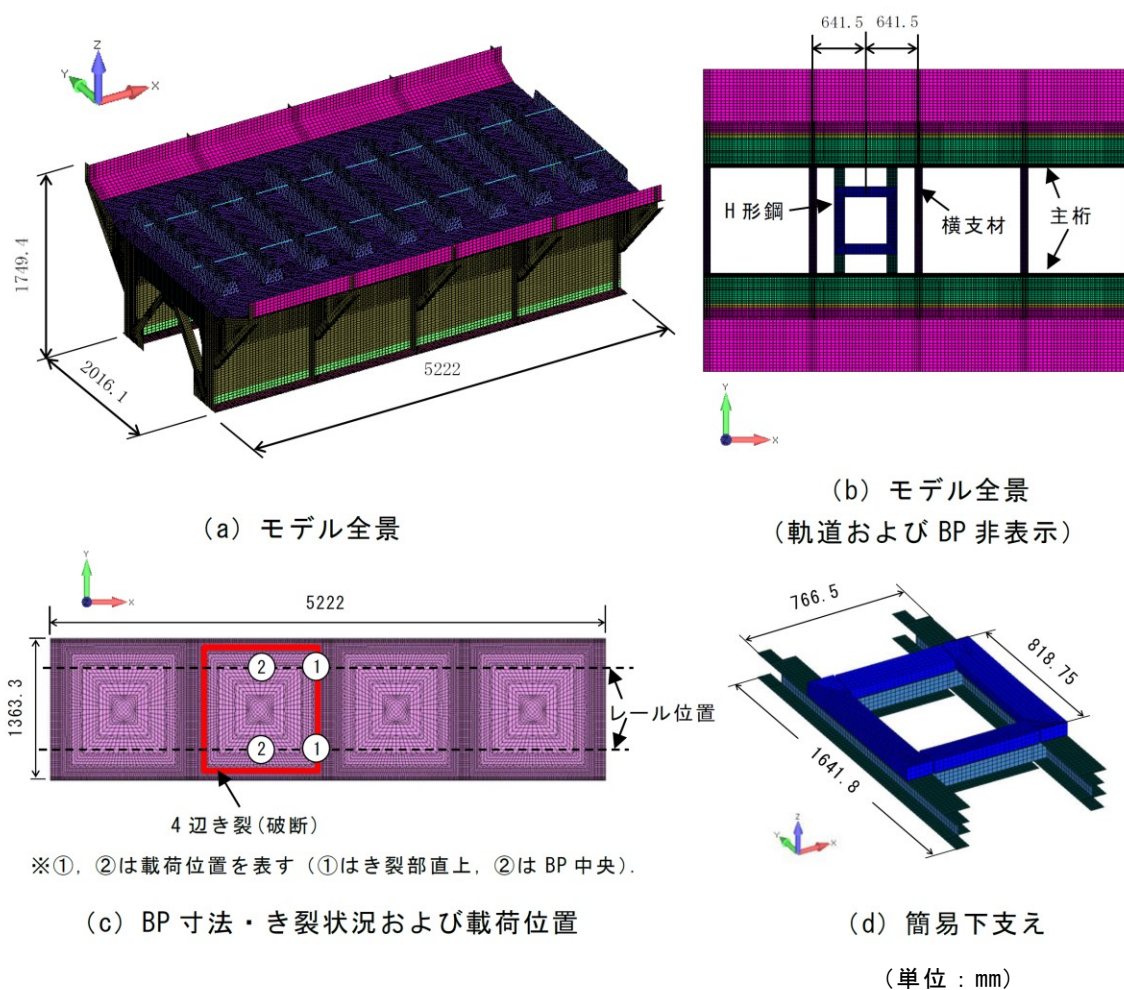 Z
Y
X
1749.4
2016.1
5222
(a) モデル全景
641.5 641.5
H形鋼
横支材
主桁
Y
Z
X
(b) モデル全景
(軌道および BP 非表示)
Y
Z
X
5222
1363.3
② ①
② ①
レール位置
4辺き裂(破断)
※①, ②は載荷位置を表す (①はき裂部直上, ②は BP 中央).
(c) BP 寸法・き裂状況および載荷位置
766.5
818.75
1641.8
Z
Y
X
(d) 簡易下支え
(単位:mm)